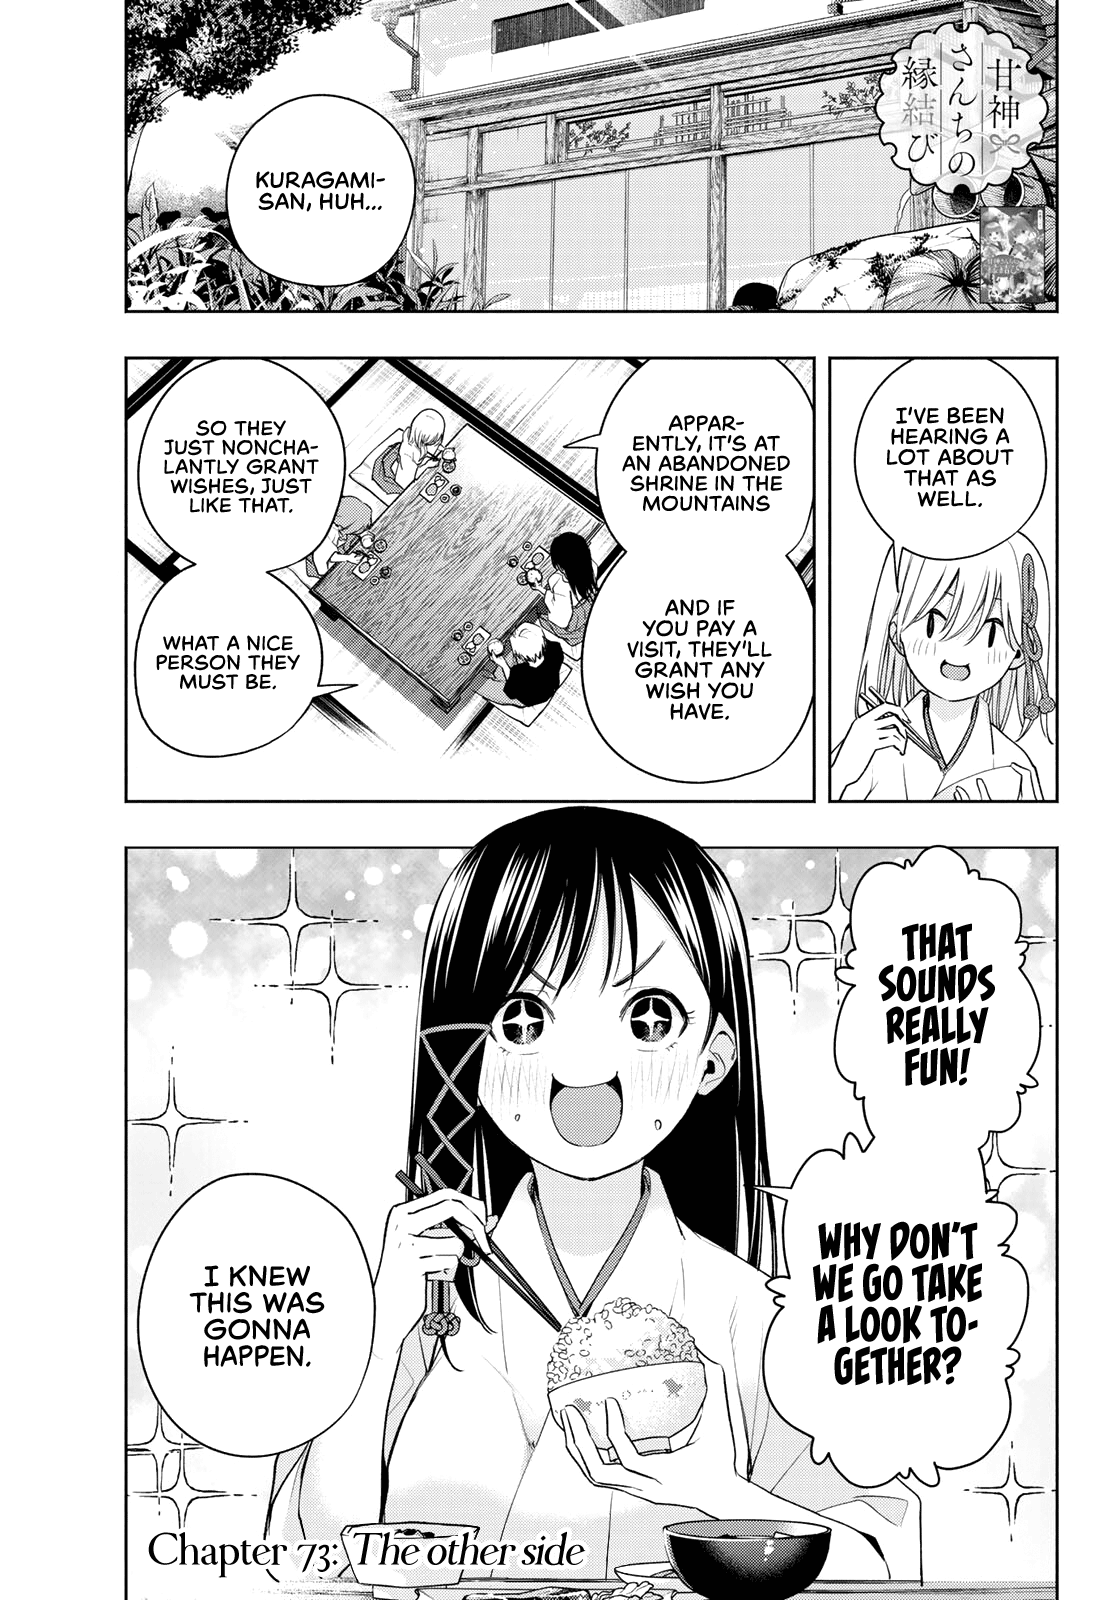 甘神
さんちの
縁結び
KURAGAMI-
SAN, HUH...
I'VE BEEN
HEARING A
LOT ABOUT
THAT AS
WELL.
APPAR-
ENTLY, IT'S AT
AN ABANDONED
SHRINE IN THE
MOUNTAINS
AND IF
YOU PAY A
VISIT, THEY'LL
GRANT ANY
WISH YOU
HAVE.
SO THEY
JUST NONCHA-
LANTLY GRANT
WISHES, JUST
LIKE THAT.
WHAT A NICE
PERSON THEY
MUST BE.
THAT
SOUNDS
REALLY
FUN!
WHY DON'T
WE GO TAKE
A LOOK TO-
GETHER?
I KNEW
THIS WAS
GONNA
HAPPEN.
Chapter 73: The other side